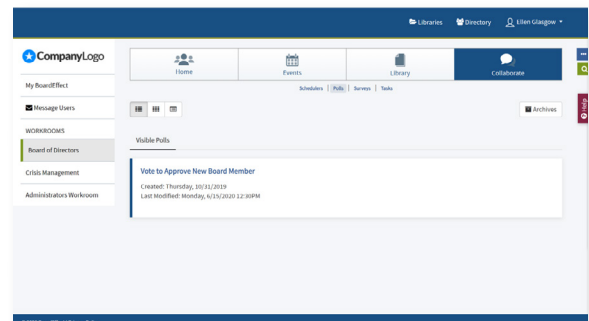 Libraries Directory Ellen Glasgow
CompanyLogo
Home Events Library Collaborate
My BoardEffect
Schedulers | Polls | Surveys | Tasks
Message Users
Archives
Help
WORKROOMS
Visible Polls
Board of Directors
Crisis Management
Vote to Approve New Board Member
Created: Thursday, 10/31/2019
Administrators Workroom
Last Modified: Monday, 6/15/2020 12:30PM